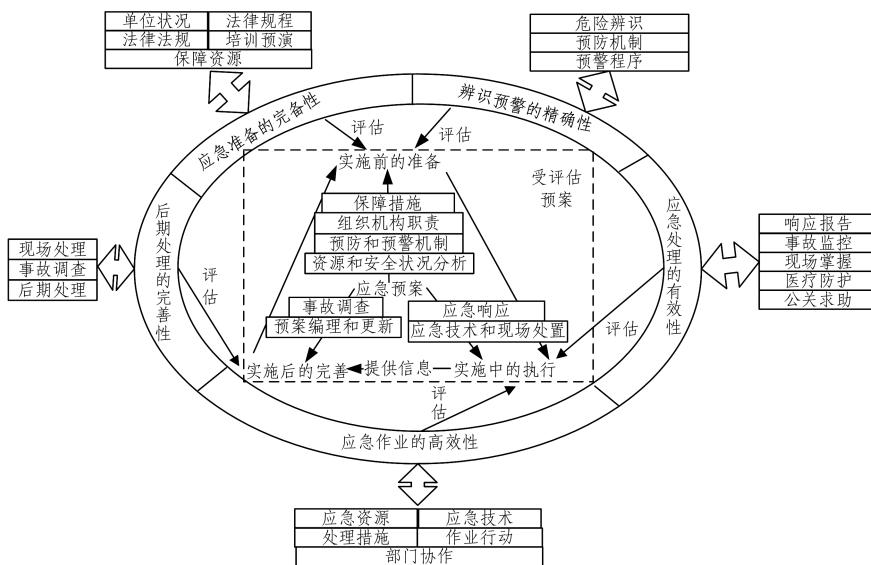 单位状况 法律规程
法律法规 培训预演
保障资源
危险辨识
预防机制
预警程序
应急准备的完备性
辨识预警的精确性
评估
评估
实施前的准备
受评估
预案
保障措施
组织机构职责
预防和预警机制
资源和安全状况分析
应急预案
事故调查
预案编理和更新
应急响应
应急技术和现场处置
实施后的完善
提供信息
实施中的执行
后期处理的完善性
应急处理的有效性
现场处理
事故调查
后期处理
评估
评估
响应报告
事故监控
现场掌握
医疗防护
公关求助
评估
应急作业的高效性
应急资源 应急技术
处理措施 作业行动
部门协作